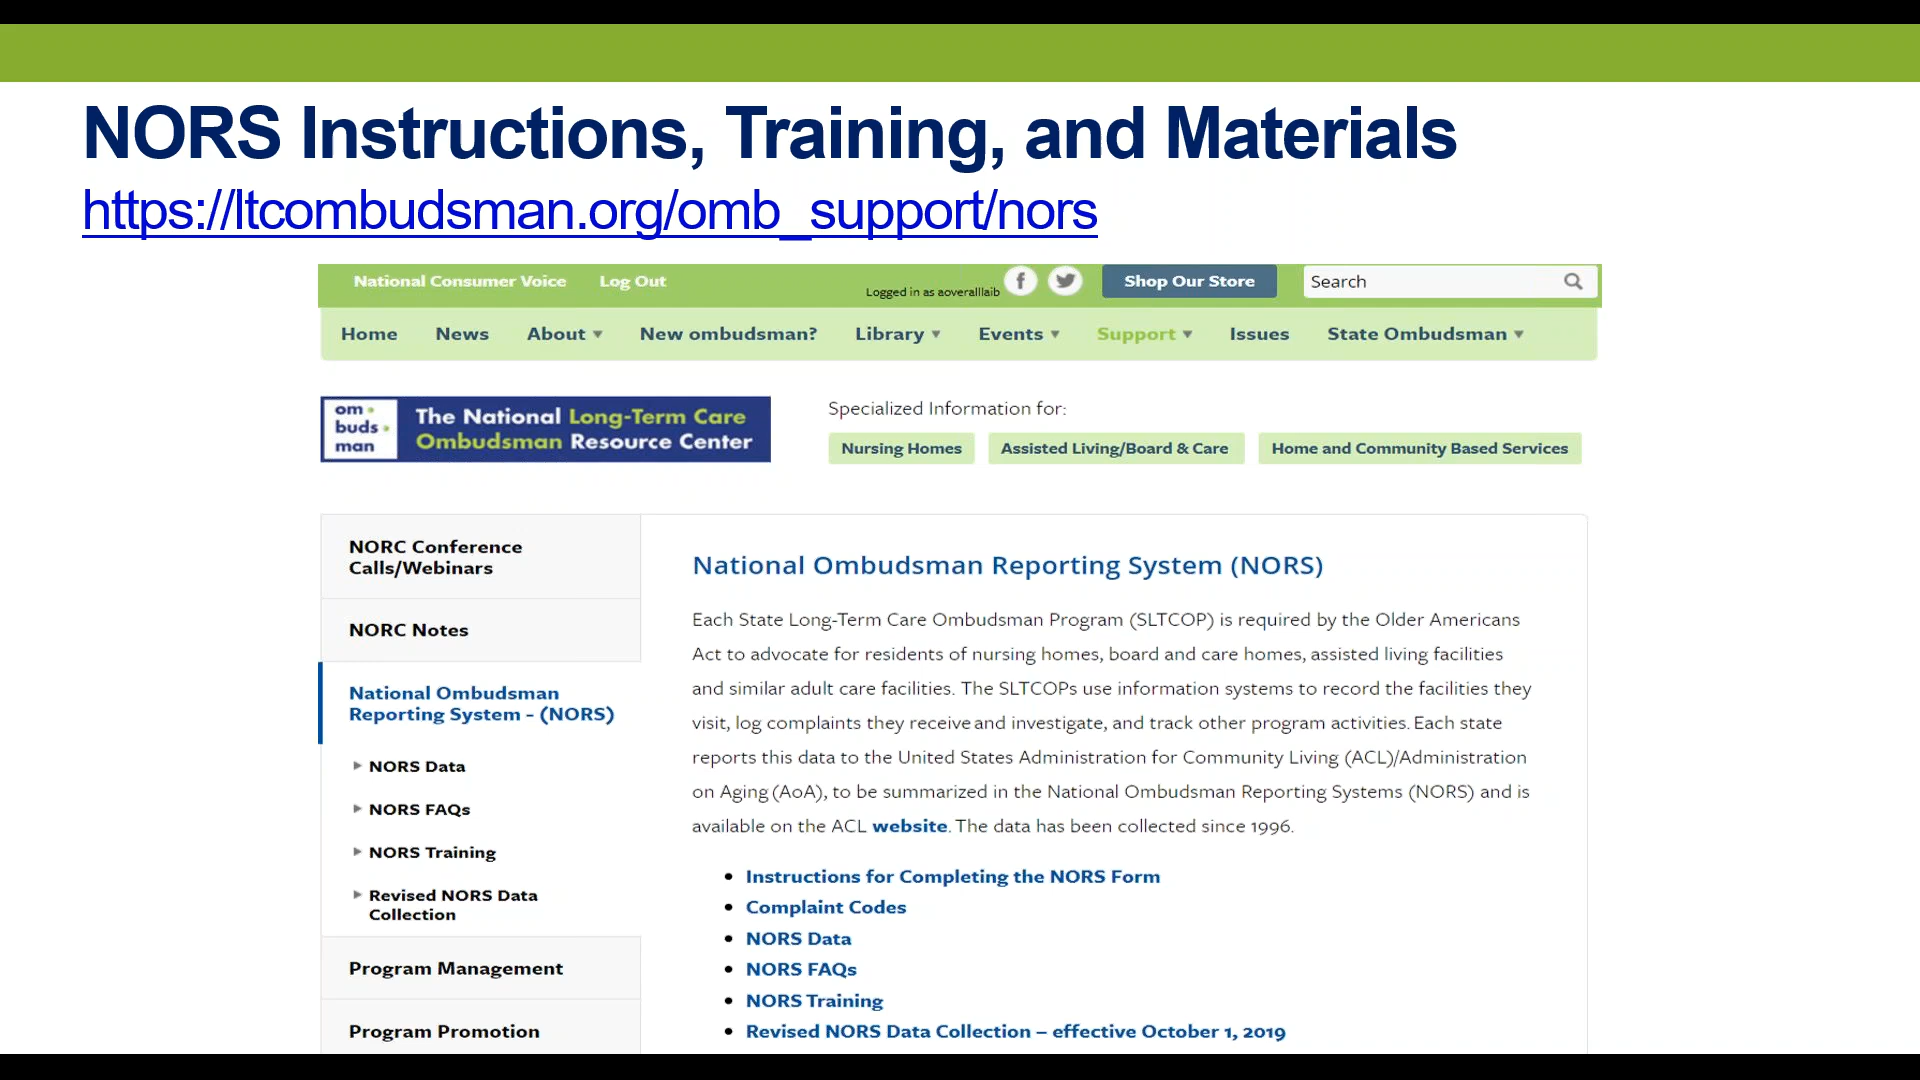 NORS Instructions, Training, and Materials
https://ltcombudsman.org/omb_support/nors
National Consumer Voice Log Out Logged in as aoveralllaib Shop Our Store Search
Home News About New ombudsman? Library Events Support Issues State Ombudsman
om
buds
man
The National Long-Term Care
Ombudsman Resource Center
Specialized Information for:
Nursing Homes Assisted Living/Board & Care Home and Community Based Services
NORC Conference
Calls/Webinars
NORC Notes
National Ombudsman
Reporting System - (NORS)
NORS Data
NORS FAQs
NORS Training
Revised NORS Data
Collection
Program Management
Program Promotion
National Ombudsman Reporting System (NORS)
Each State Long-Term Care Ombudsman Program (SLTCOP) is required by the Older Americans
Act to advocate for residents of nursing homes, board and care homes, assisted living facilities
and similar adult care facilities. The SLTCOPs use information systems to record the facilities they
visit, log complaints they receive and investigate, and track other program activities. Each state
reports this data to the United States Administration for Community Living (ACL)/Administration
on Aging (AoA), to be summarized in the National Ombudsman Reporting Systems (NORS) and is
available on the ACL website. The data has been collected since 1996.
Instructions for Completing the NORS Form
Complaint Codes
NORS Data
NORS FAQs
NORS Training
Revised NORS Data Collection – effective October 1, 2019